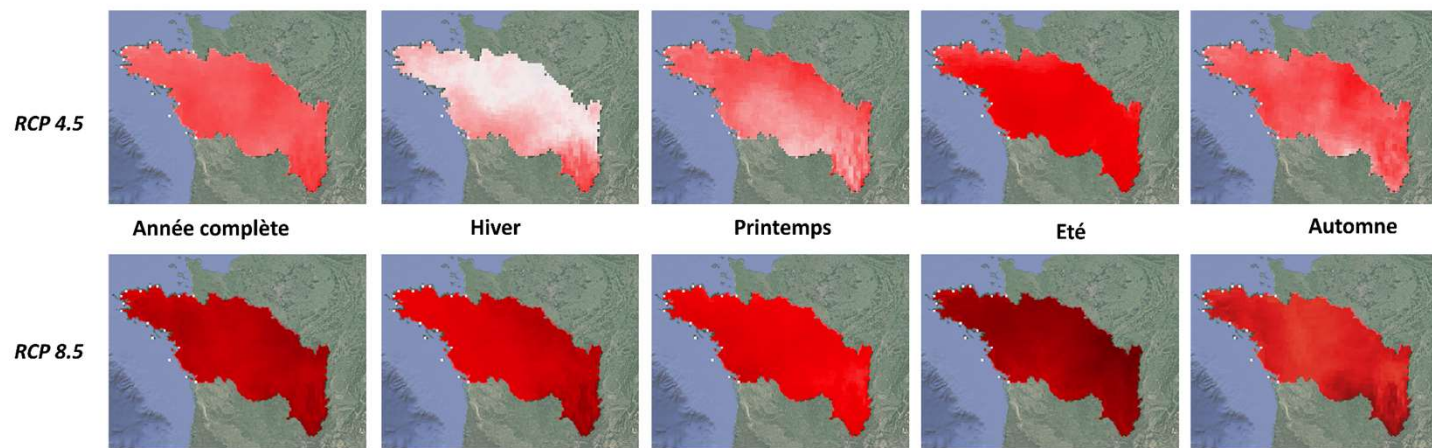 RCP 4.5
Année complète
Hiver
Printemps
Eté
Automne
RCP 8.5